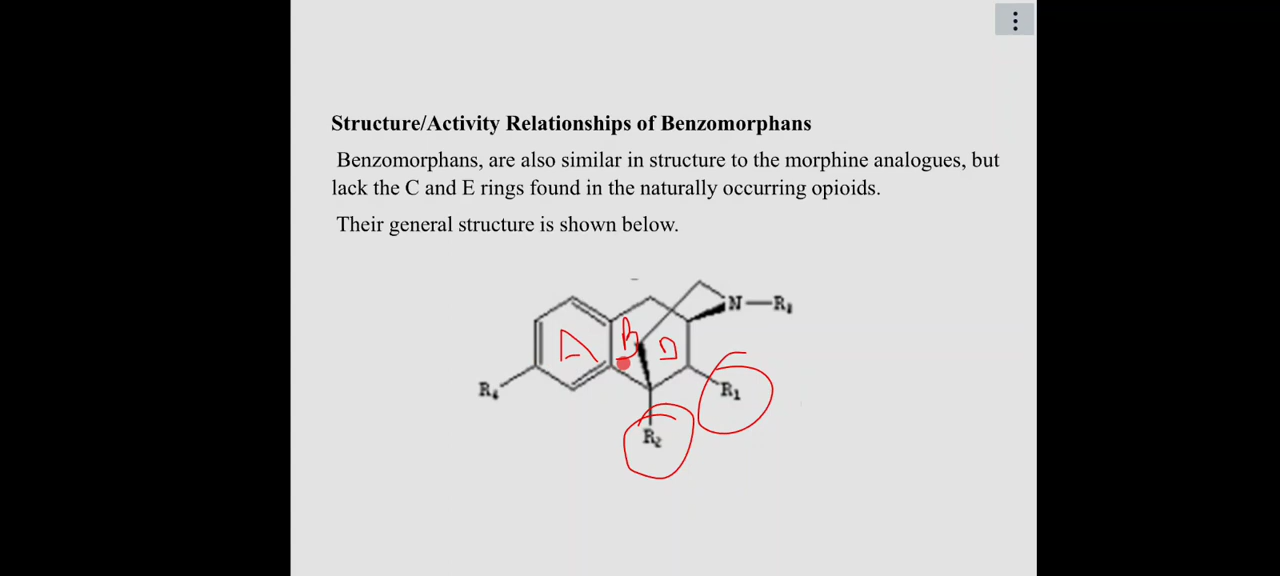 Structure/Activity Relationships of Benzomorphans
Benzomorphans, are also similar in structure to the morphine analogues, but
lack the C and E rings found in the naturally occurring opioids.
Their general structure is shown below.
N—R₃
A B D
R₄ R₁
R₂